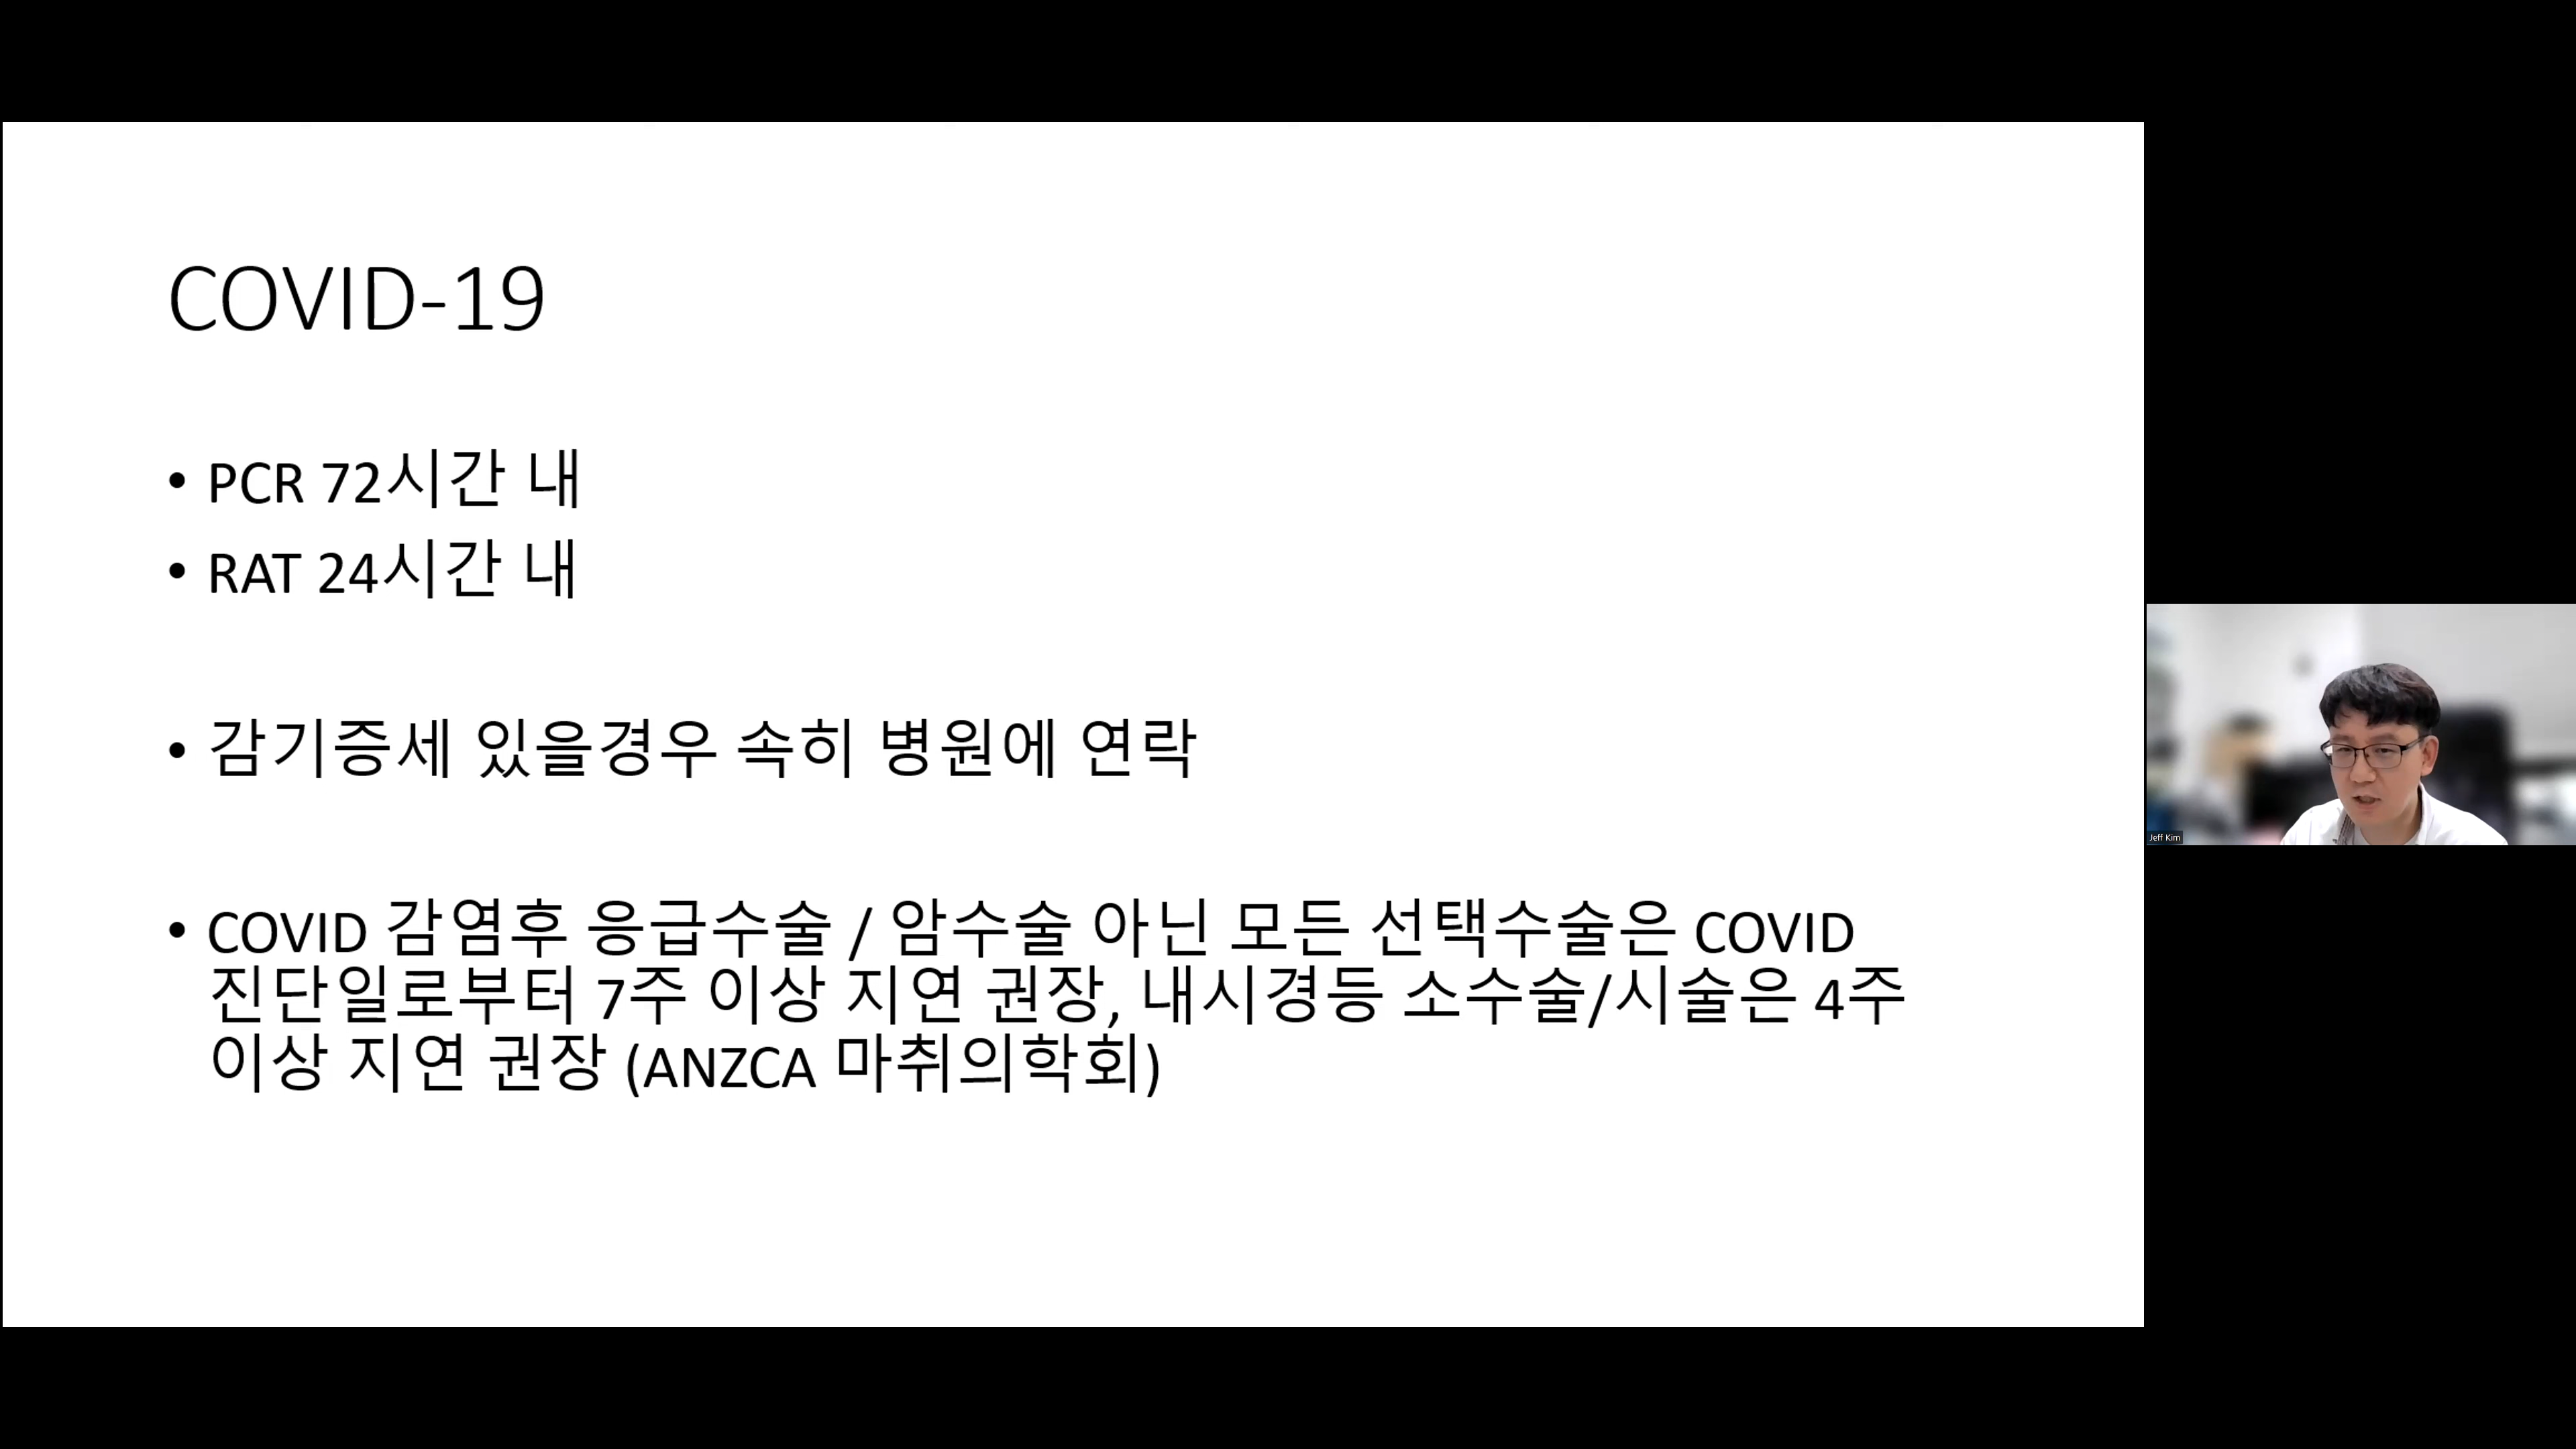 COVID-19
• PCR 72시간 내
• RAT 24시간 내
• 감기증세 있을경우 속히 병원에 연락
• COVID 감염후 응급수술 / 암수술 아닌 모든 선택수술은 COVID
진단일로부터 7주 이상 지연 권장, 내시경등 소수술/시술은 4주
이상 지연 권장 (ANZCA 마취의학회)
Jeff Kim